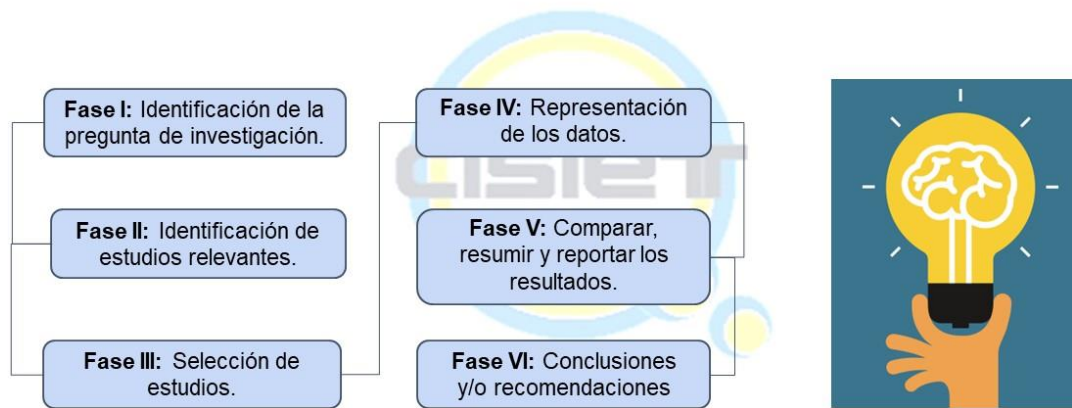 Fase I: Identificación de la
pregunta de investigación.
Fase II: Identificación de
estudios relevantes.
Fase III: Selección de
estudios.
Fase IV: Representación
de los datos.
Fase V: Comparar,
resumir y reportar los
resultados.
Fase VI: Conclusiones
y/o recomendaciones
CISIET